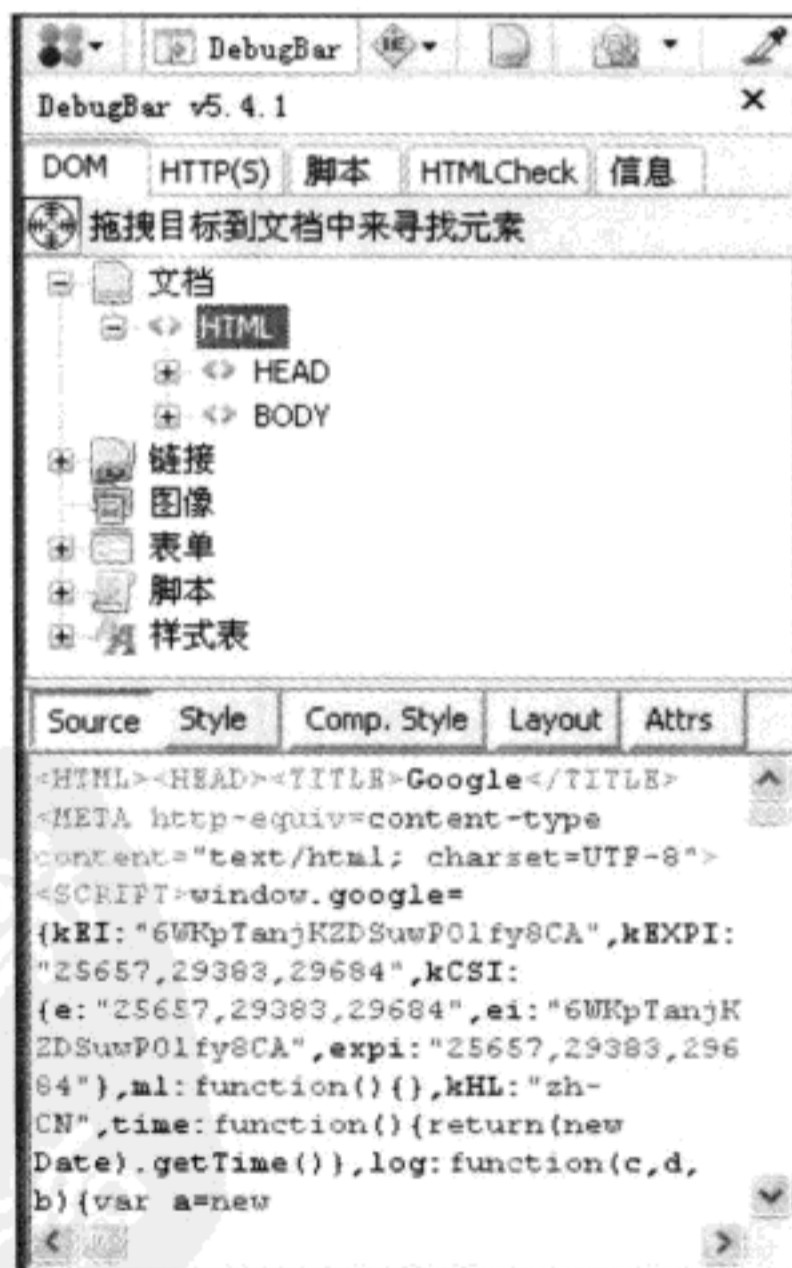 DebugBar
DebugBar v5.4.1
DOM HTTP(S) 脚本 HTMLCheck 信息
拖拽目标到文档中来寻找元素
文档
HTML
HEAD
BODY
链接
图像
表单
脚本
样式表
Source Style Comp. Style Layout Attrs
<HTML><HEAD><TITLE>Google</TITLE>
<META http-equiv=content-type
content="text/html; charset=UTF-8">
<SCRIPT>window.google=
{kEI:"6WKpTanjKZDSuwPO1fy8CA",kEXPI:
"25657,29383,29684",kCSI:
{e:"25657,29383,29684",ei:"6WKpTanjK
ZDSuwPO1fy8CA",expi:"25657,29383,296
84"},ml:function(){},kHL:"zh-
CN",time:function(){return(new
Date).getTime()},log:function(c,d,
b){var a=new